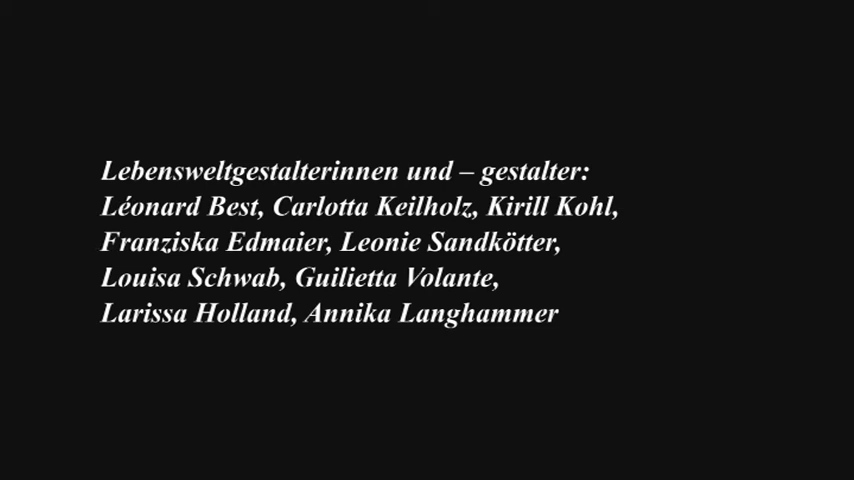 Lebensweltgestalterinnen und – gestalter:
Léonard Best, Carlotta Keilholz, Kirill Kohl,
Franziska Edmaier, Leonie Sandkötter,
Louisa Schwab, Guilietta Volante,
Larissa Holland, Annika Langhammer